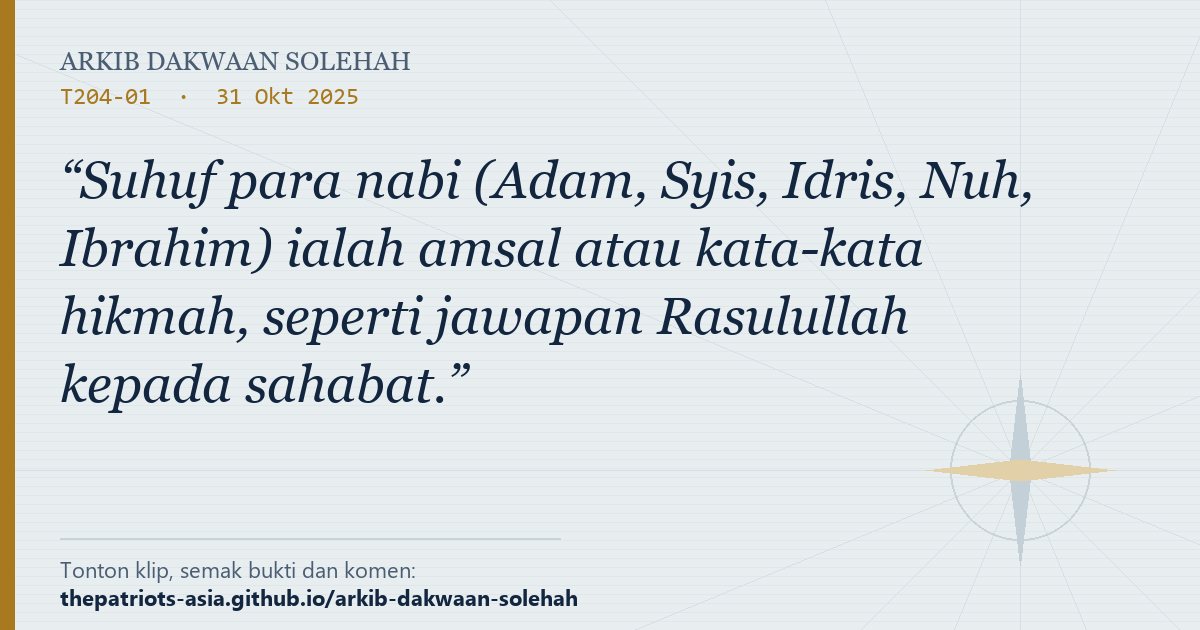 ARKIB DAKWAAN SOLEHAH
T204-01 · 31 Okt 2025
“Suhuf para nabi (Adam, Syis, Idris, Nuh,
Ibrahim) ialah amsal atau kata-kata
hikmah, seperti jawapan Rasulullah
kepada sahabat.”
Tonton klip, semak bukti dan komen:
thepatriots-asia.github.io/arkib-dakwaan-solehah